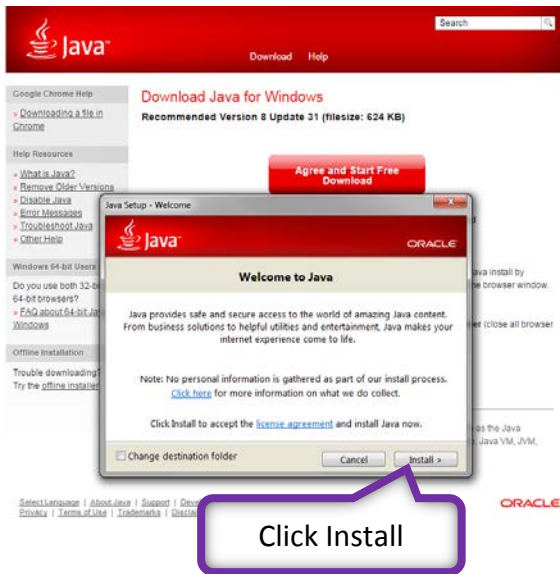 Search
Java
Download Help
Google Chrome Help
» Downloading a file in
Chrome
Help Resources
» What is Java?
» Remove Older Versions
» Disable Java
» Error Messages
» Troubleshoot Java
» Other Help
Windows 64-bit Users
Do you use both 32-
64-bit browsers?
» FAQ about 64-bit
Windows
Offline Installation
Trouble downloading?
Try the offline installer
Download Java for Windows
Recommended Version 8 Update 31 (filesize: 624 KB)
Agree and Start Free
Download
ava install by
e browser window.
er (close all browser
as the Java
Java VM, JVM,
Java Setup - Welcome
Java
ORACLE
Welcome to Java
Java provides safe and secure access to the world of amazing Java content.
From business solutions to helpful utilities and entertainment, Java makes your
internet experience come to life.
Note: No personal information is gathered as part of our install process.
Click here for more information on what we do collect.
Click Install to accept the license agreement and install Java now.
Change destination folder
Cancel
Install >
Select Language | About Java | Support |
Privacy | Terms of Use | Trademarks |
ORACLE
Click Install